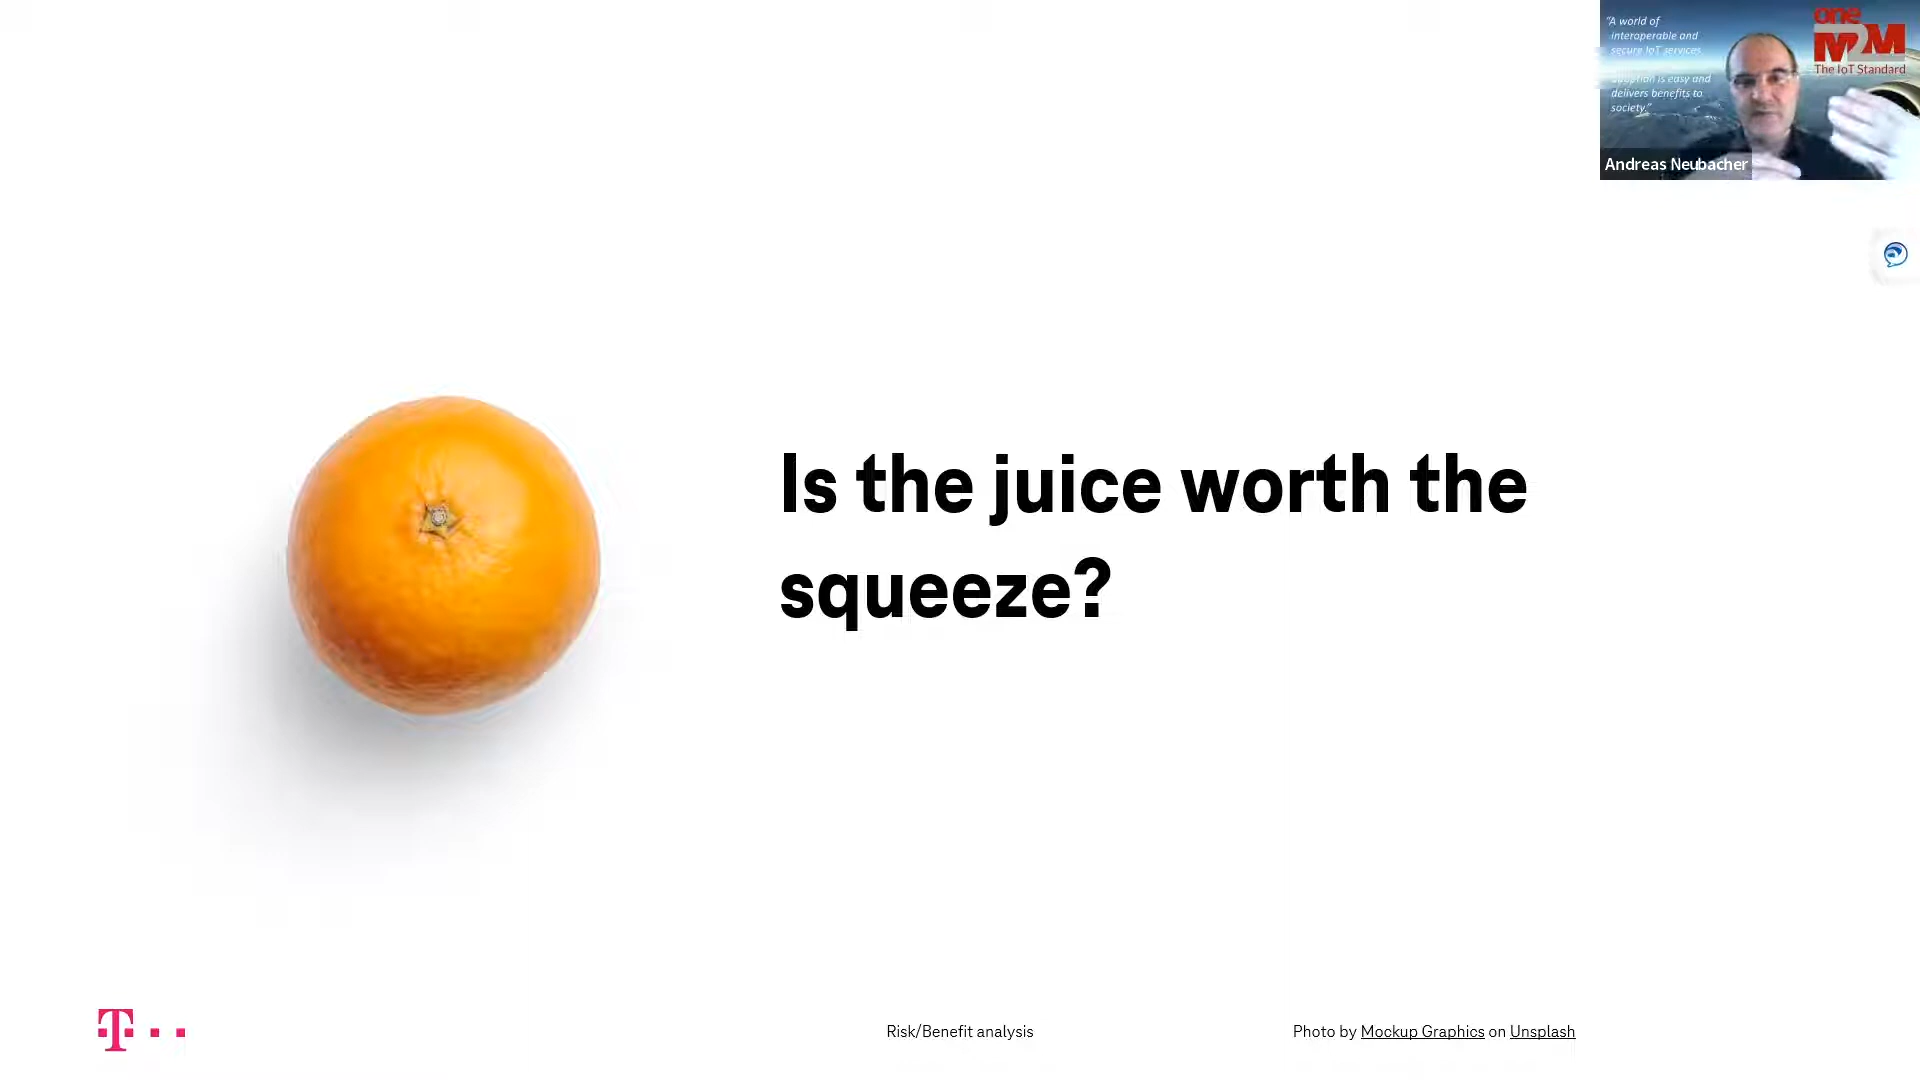 "A world of
interoperable and
secure IoT services
adoption is easy and
delivers benefits to
society."
one
M2M
The IoT Standard
Andreas Neubacher
Is the juice worth the
squeeze?
T
Risk/Benefit analysis
Photo by Mockup Graphics on Unsplash